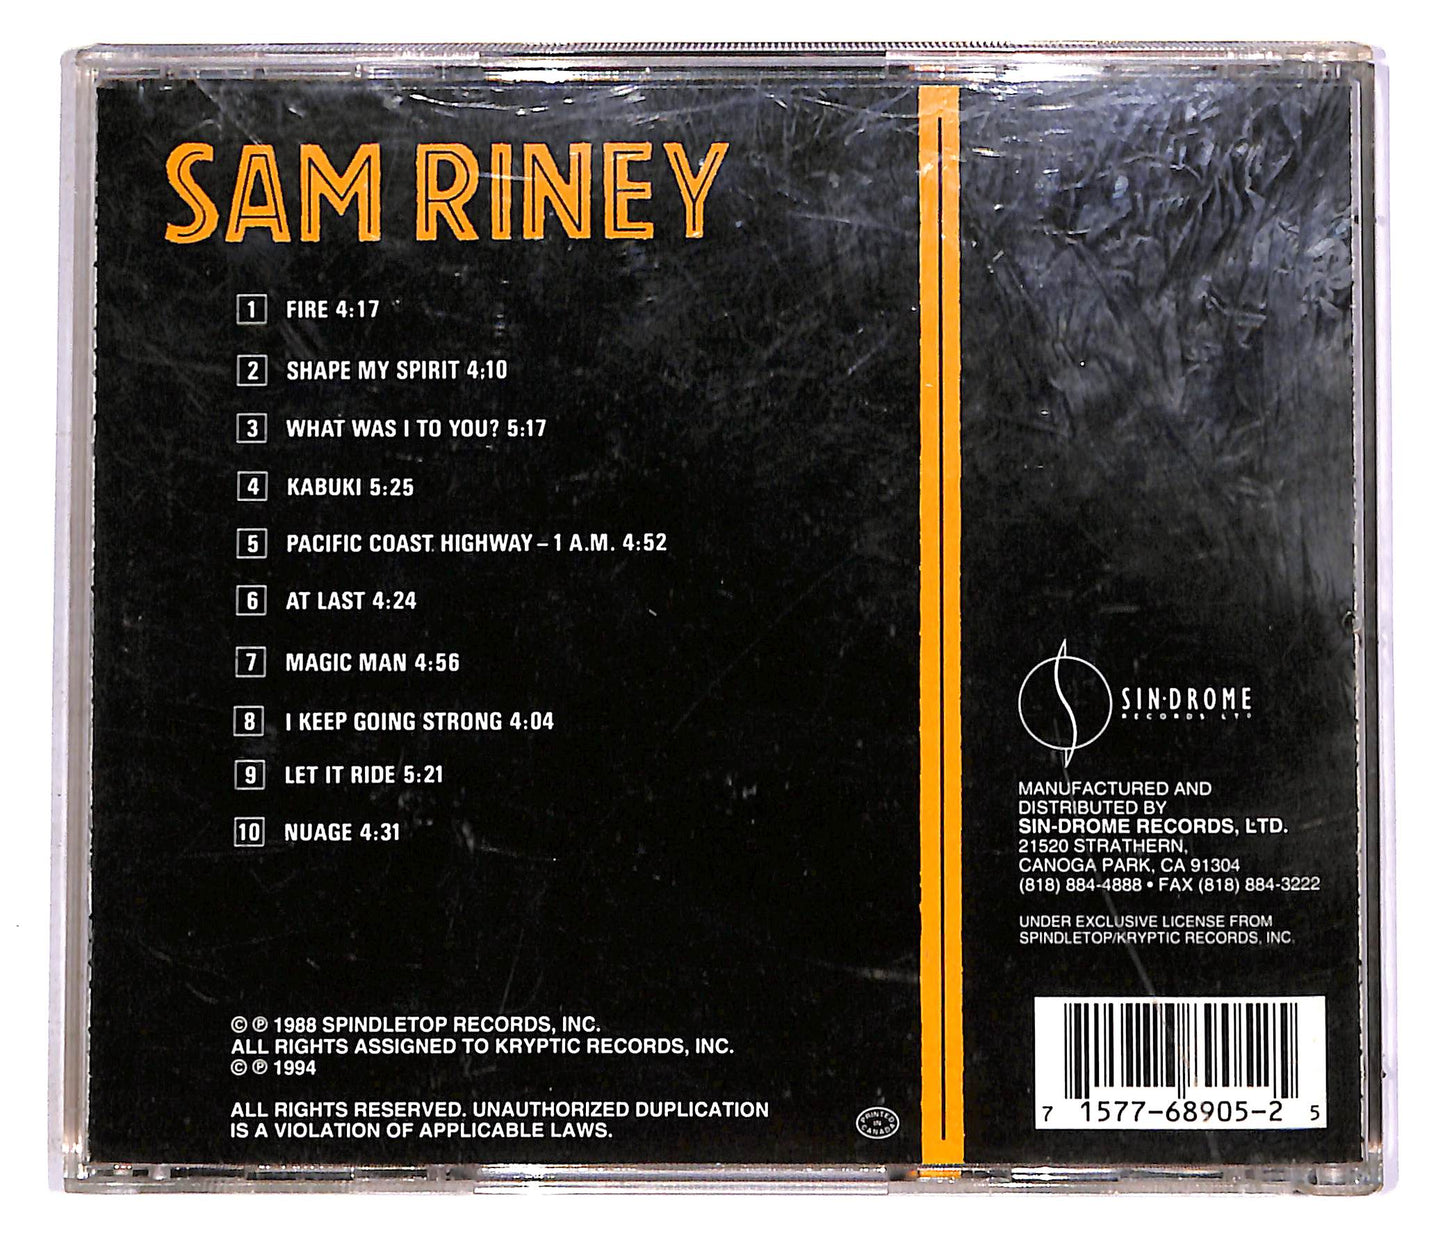 SAM RINEY
1 FIRE 4:17
2 SHAPE MY SPIRIT 4:10
3 WHAT WAS I TO YOU? 5:17
4 KABUKI 5:25
5 PACIFIC COAST HIGHWAY – 1 A.M. 4:52
6 AT LAST 4:24
7 MAGIC MAN 4:56
8 I KEEP GOING STRONG 4:04
9 LET IT RIDE 5:21
10 NUAGE 4:31
© ℗ 1988 SPINDLETOP RECORDS, INC.
ALL RIGHTS ASSIGNED TO KRYPTIC RECORDS, INC.
© ℗ 1994
ALL RIGHTS RESERVED. UNAUTHORIZED DUPLICATION
IS A VIOLATION OF APPLICABLE LAWS.
PRINTED
IN
CANADA
SIN·DROME
RECORDS LTD
MANUFACTURED AND
DISTRIBUTED BY
SIN-DROME RECORDS, LTD.
21520 STRATHERN,
CANOGA PARK, CA 91304
(818) 884-4888 • FAX (818) 884-3222
UNDER EXCLUSIVE LICENSE FROM
SPINDLETOP/KRYPTIC RECORDS, INC.
7 1577-68905-2 5